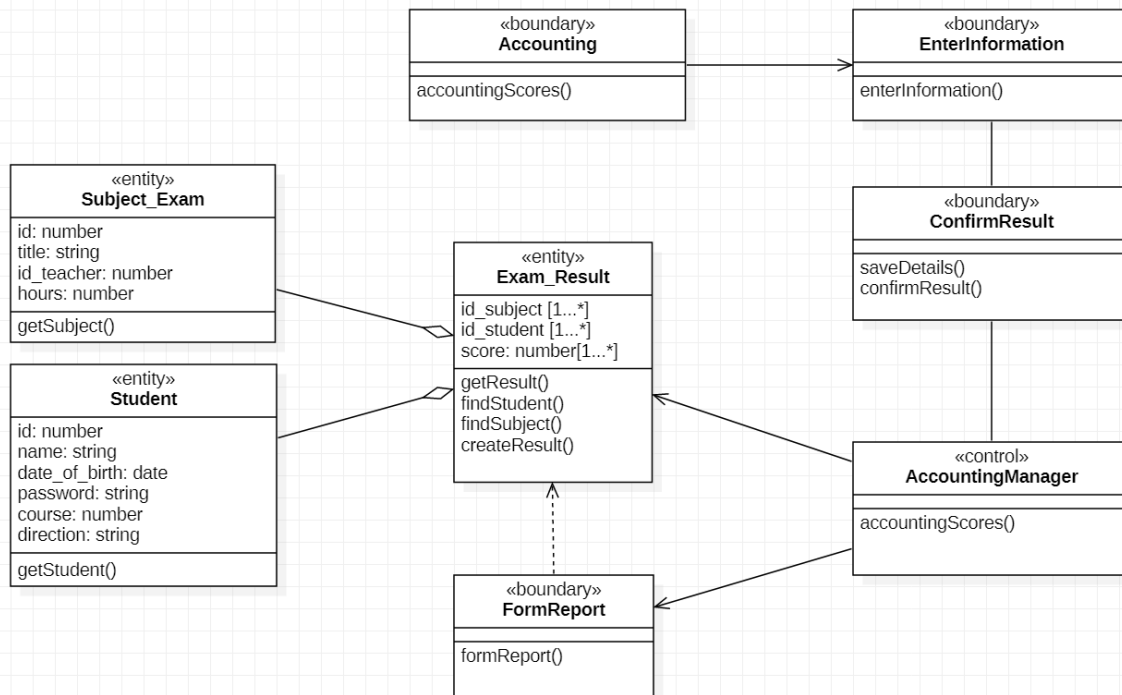 «boundary»
Accounting
accountingScores()
«boundary»
EnterInformation
enterInformation()
«entity»
Subject_Exam
id: number
title: string
id_teacher: number
hours: number
getSubject()
«boundary»
ConfirmResult
saveDetails()
confirmResult()
«entity»
Exam_Result
id_subject [1...*]
id_student [1...*]
score: number[1...*]
getResult()
findStudent()
findSubject()
createResult()
«entity»
Student
id: number
name: string
date_of_birth: date
password: string
course: number
direction: string
getStudent()
«control»
AccountingManager
accountingScores()
«boundary»
FormReport
formReport()